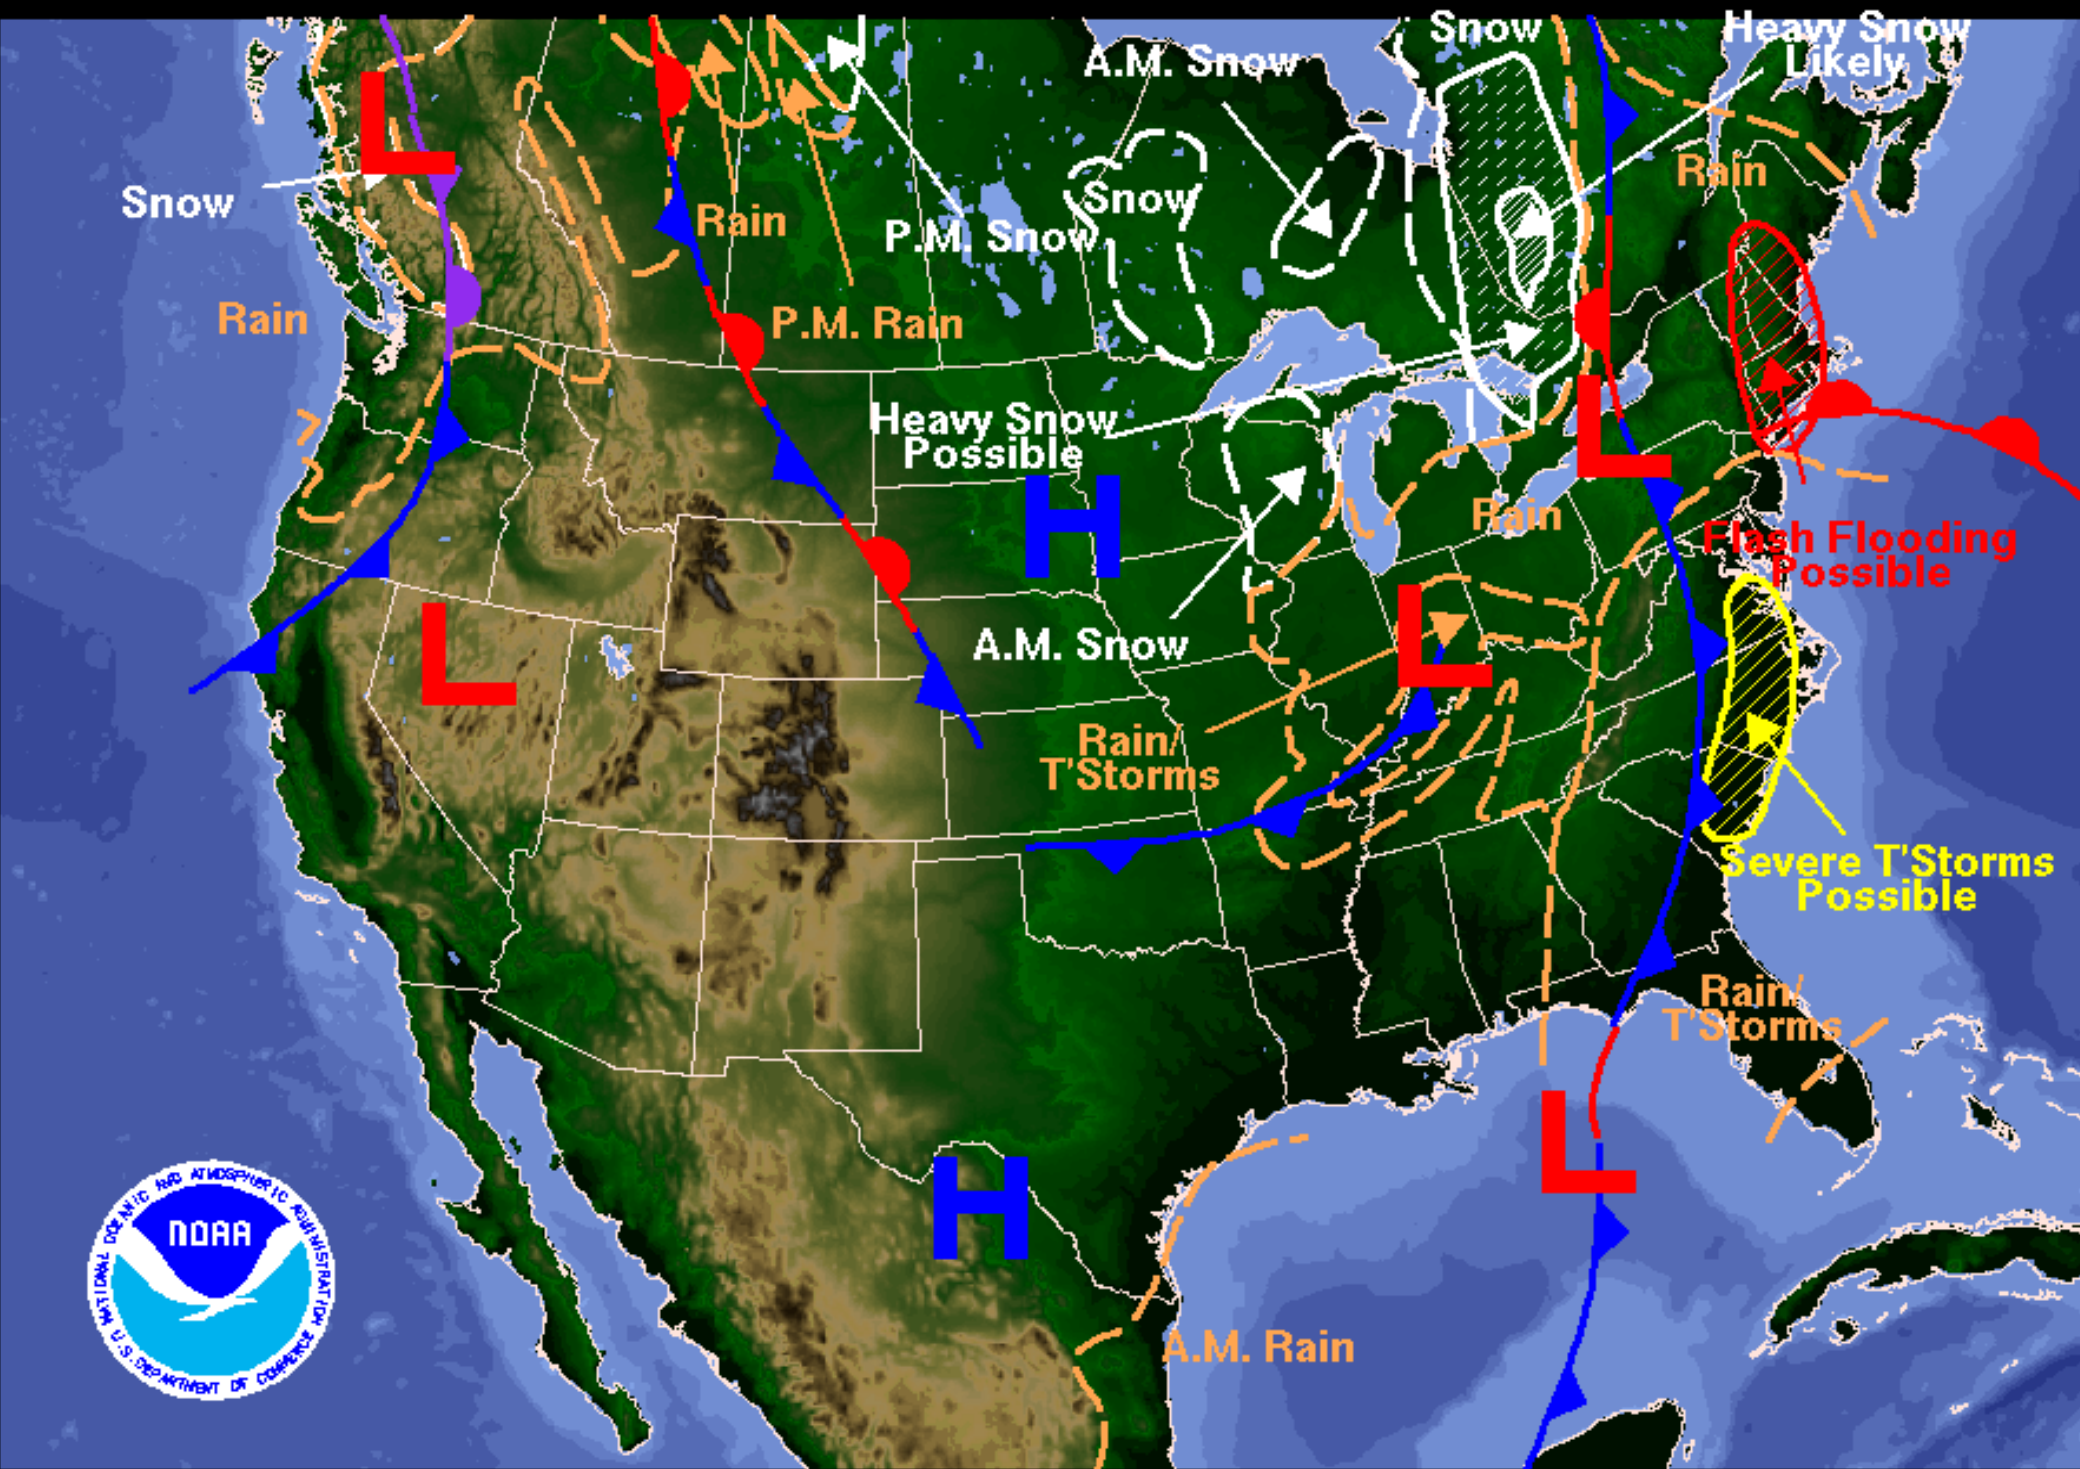 Snow
Heavy Snow
Likely
A.M. Snow
Rain
Snow
Snow
Rain
P.M. Snow
Rain
P.M. Rain
Heavy Snow
Possible
L
L
H
Rain
Flash Flooding
Possible
L
L
A.M. Snow
Rain/
T'Storms
Severe T'Storms
Possible
Rain/
T'Storms
L
H
A.M. Rain
NATIONAL OCEANIC AND ATMOSPHERIC ADMINISTRATION
NOAA
U.S. DEPARTMENT OF COMMERCE